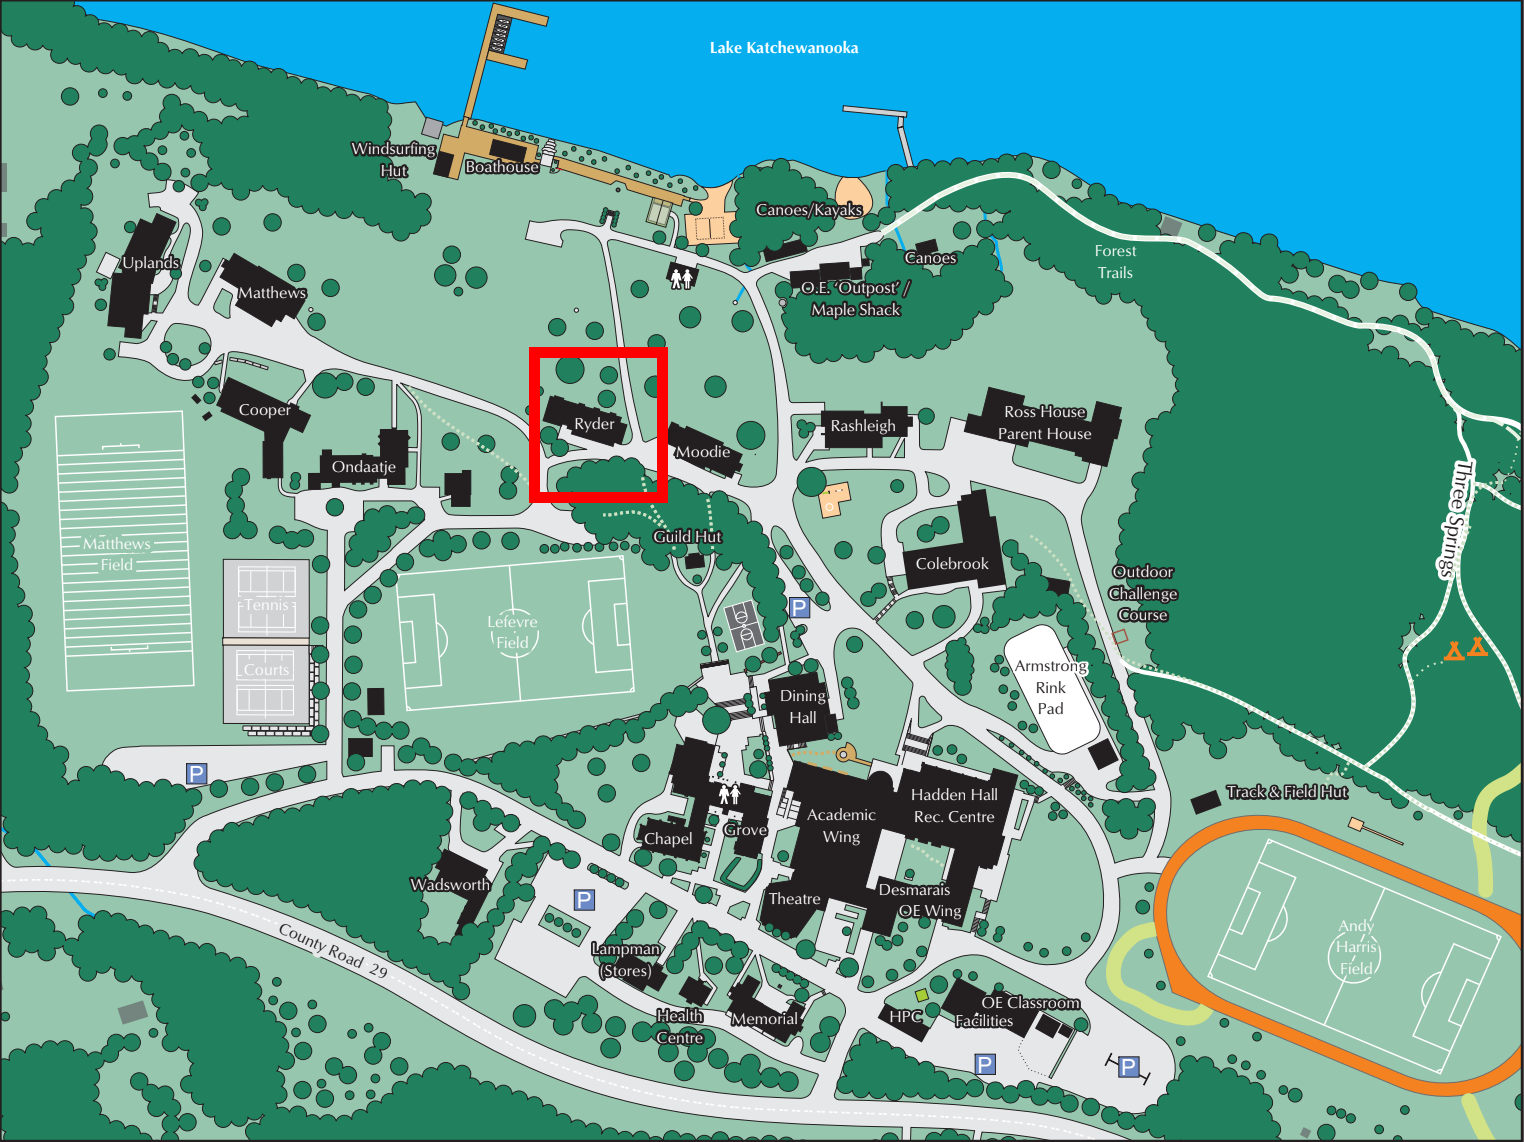 Lake Katchewanooka
Windsurfing
Hut
Boathouse
Canoes/Kayaks
Canoes
Forest
Trails
O.E. 'Outpost' /
Maple Shack
Uplands
Matthews
Cooper
Ondaatje
Ryder
Moodie
Rashleigh
Ross House
Parent House
Three Springs
Matthews
Field
Tennis
Courts
Lefevre
Field
Guild Hut
P
Colebrook
Outdoor
Challenge
Course
Armstrong
Rink
Pad
Dining
Hall
P
Track & Field Hut
Hadden Hall
Rec. Centre
Academic
Wing
Chapel
Grove
Wadsworth
P
Theatre
Desmarais
OE Wing
County Road 29
Lampman
(Stores)
Health
Centre
Memorial
HPC
OE Classroom
Facilities
P
P
Andy
Harris
Field